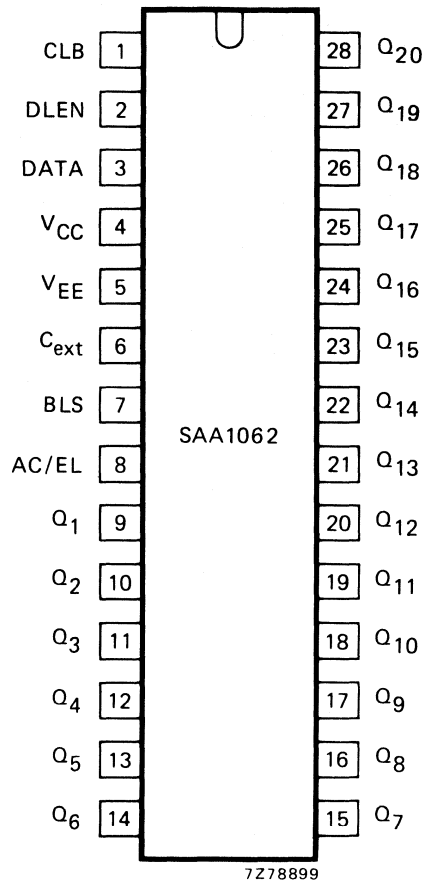 CLB 1 28 Q20
DLEN 2 27 Q19
DATA 3 26 Q18
VCC 4 25 Q17
VEE 5 24 Q16
Cext 6 23 Q15
BLS 7 22 Q14
SAA1062
AC/EL 8 21 Q13
Q1 9 20 Q12
Q2 10 19 Q11
Q3 11 18 Q10
Q4 12 17 Q9
Q5 13 16 Q8
Q6 14 15 Q7
7Z78899